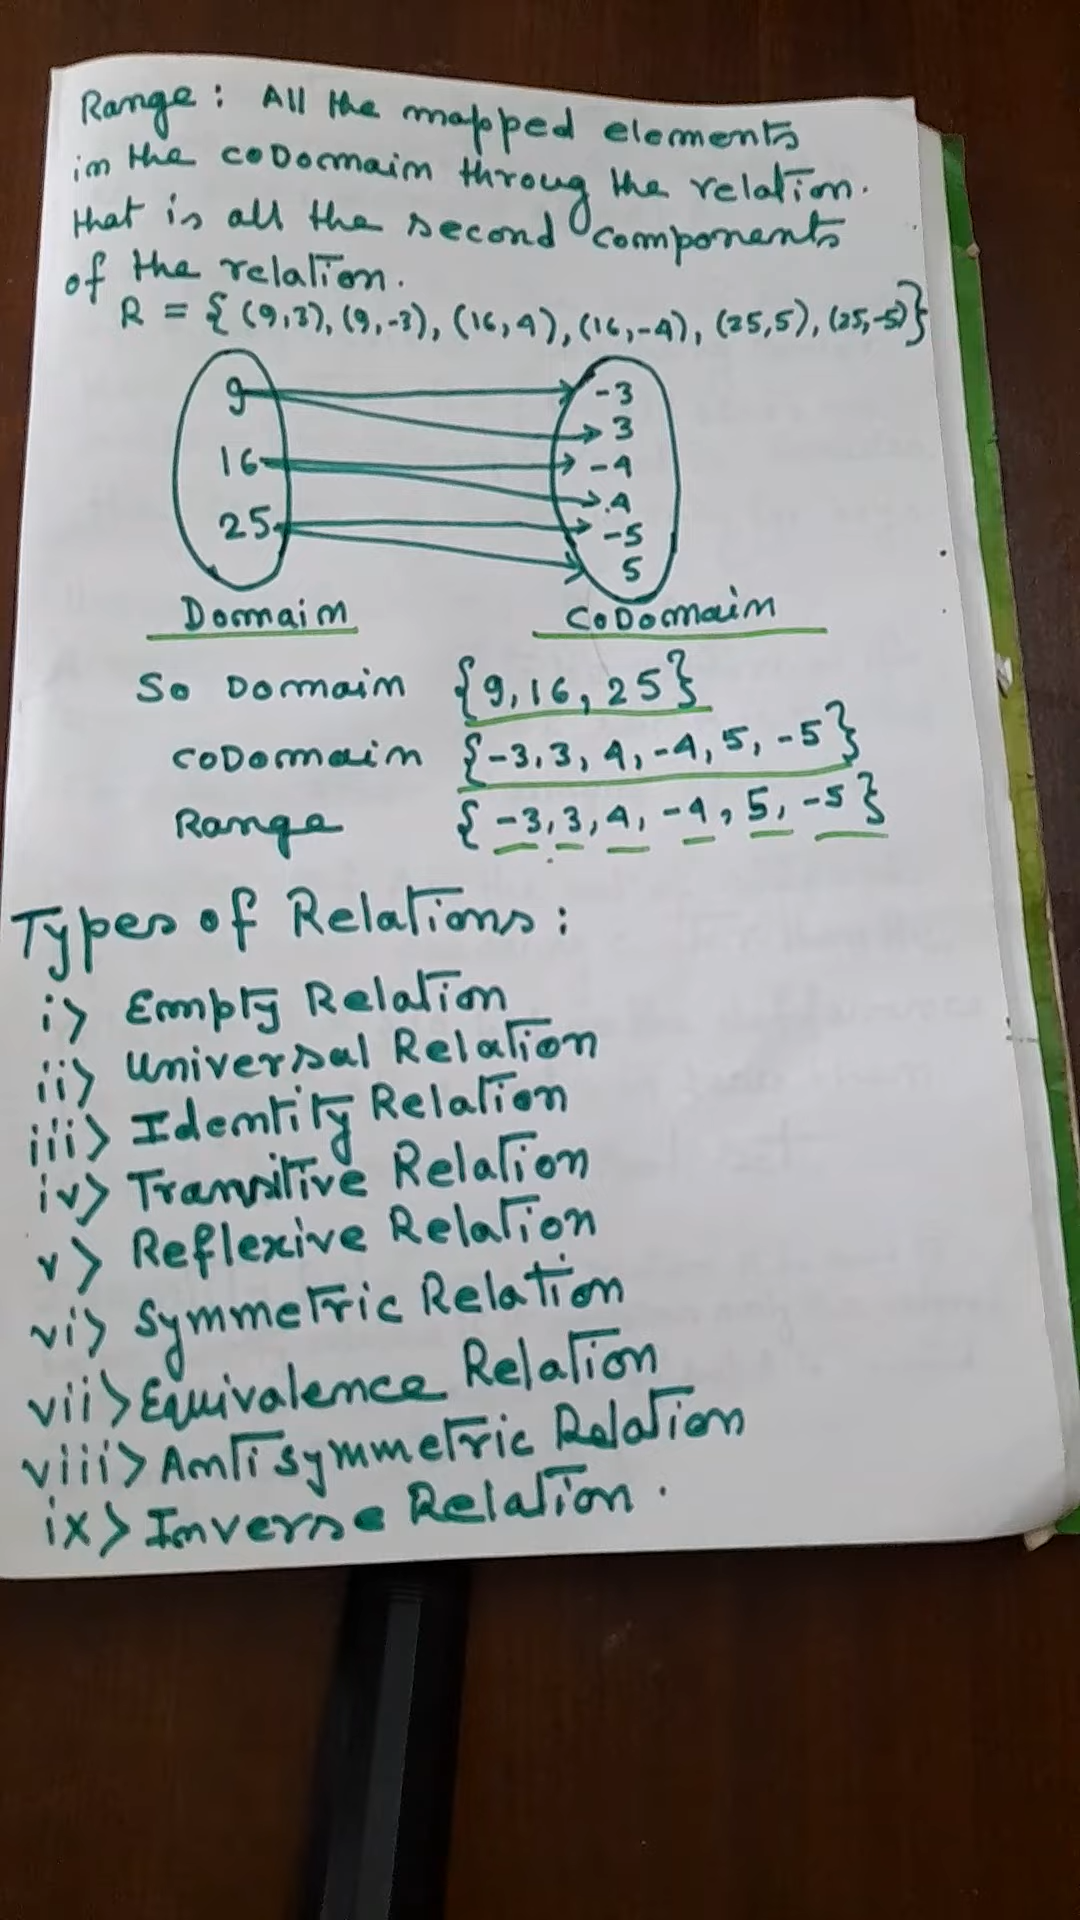 Range: All the mapped elements
in the coDomain throug the relation.
that is all the second components
of the relation.
R = {(9,3),(9,-3),(16,4),(16,-4),(25,5),(25,-5)}
9 -3
3
16 -4
4
25 -5
5
Domain CoDomain
So Domain {9,16,25}
coDomain {-3,3,4,-4,5,-5}
Range {-3,3,4,-4,5,-5}
Types of Relations:
i> Empty Relation
ii> Universal Relation
iii> Identity Relation
iv> Transitive Relation
v> Reflexive Relation
vi> Symmetric Relation
vii> Equivalence Relation
viii> Antisymmetric Relation
ix> Inverse Relation.